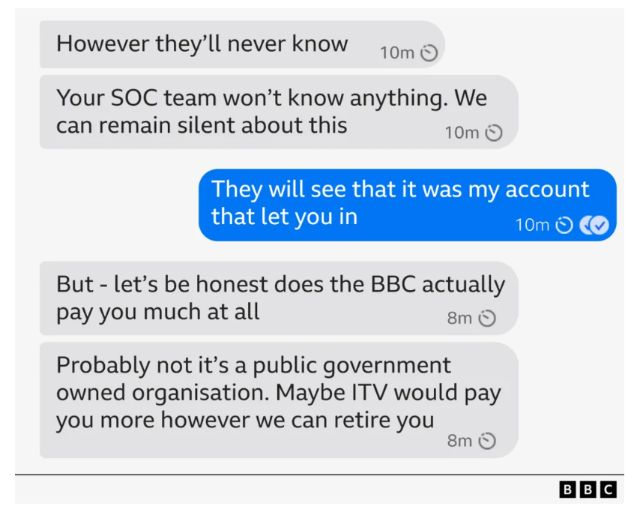 However they'll never know
10m
Your SOC team won't know anything. We
can remain silent about this
10m
They will see that it was my account
that let you in
10m
But - let's be honest does the BBC actually
pay you much at all
8m
Probably not it's a public government
owned organisation. Maybe ITV would pay
you more however we can retire you
8m
BBC